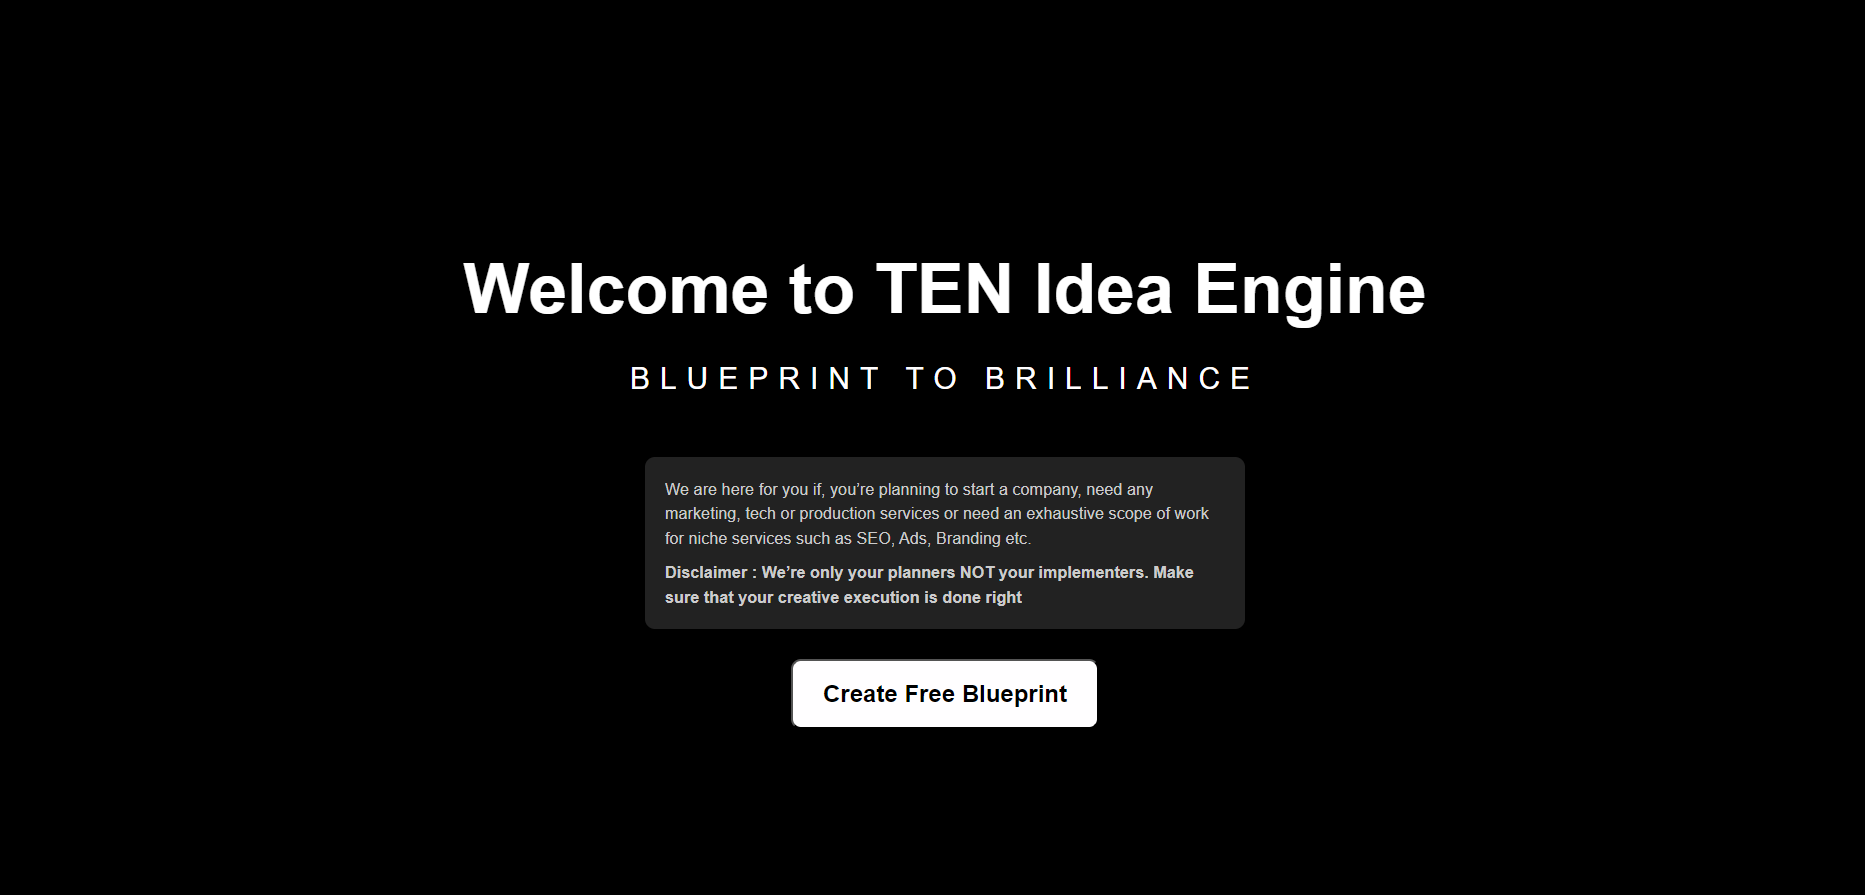 Welcome to TEN Idea Engine
BLUEPRINT TO BRILLIANCE
We are here for you if, you’re planning to start a company, need any
marketing, tech or production services or need an exhaustive scope of work
for niche services such as SEO, Ads, Branding etc.
Disclaimer : We’re only your planners NOT your implementers. Make
sure that your creative execution is done right
Create Free Blueprint